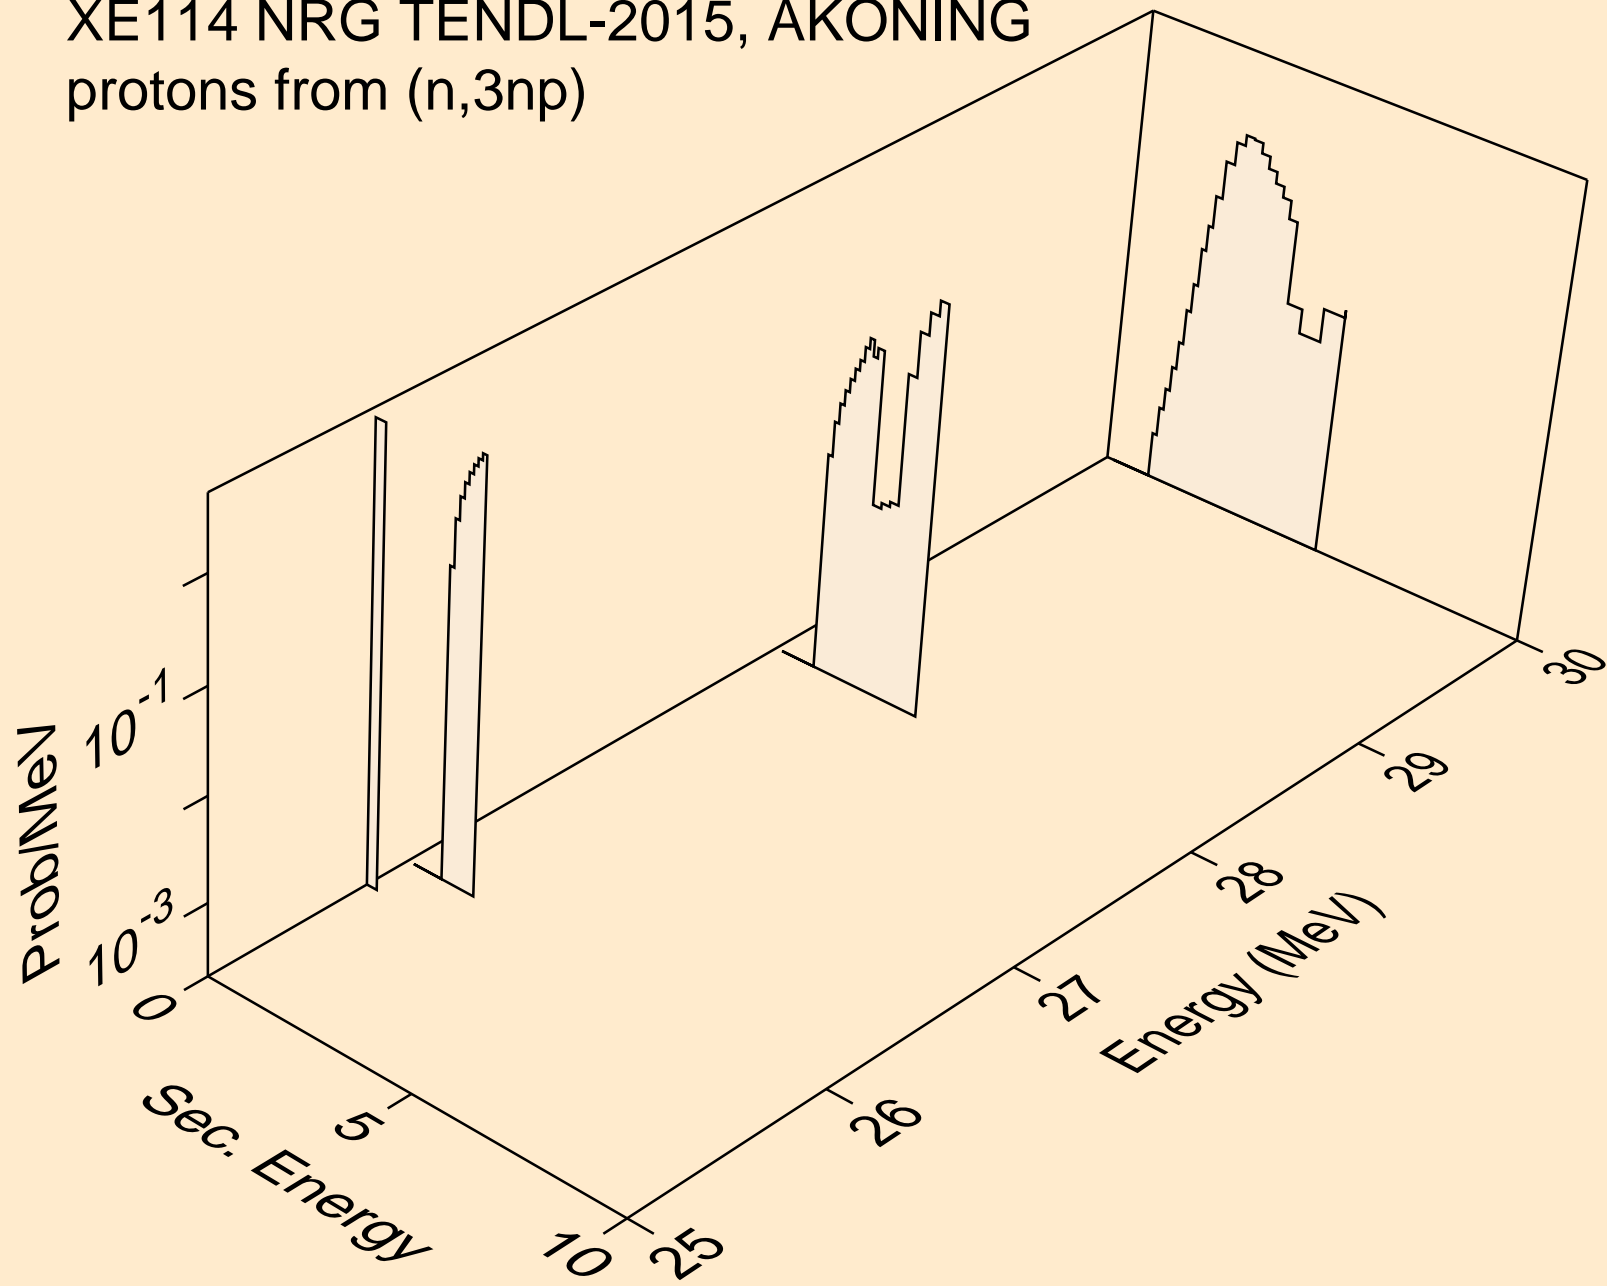 XE114 NRG TENDL-2015, AKONING
protons from (n,3np)
Prob/MeV
10-1
10-3
0
5
10
Sec. Energy
25
26
27
28
29
30
Energy (MeV)